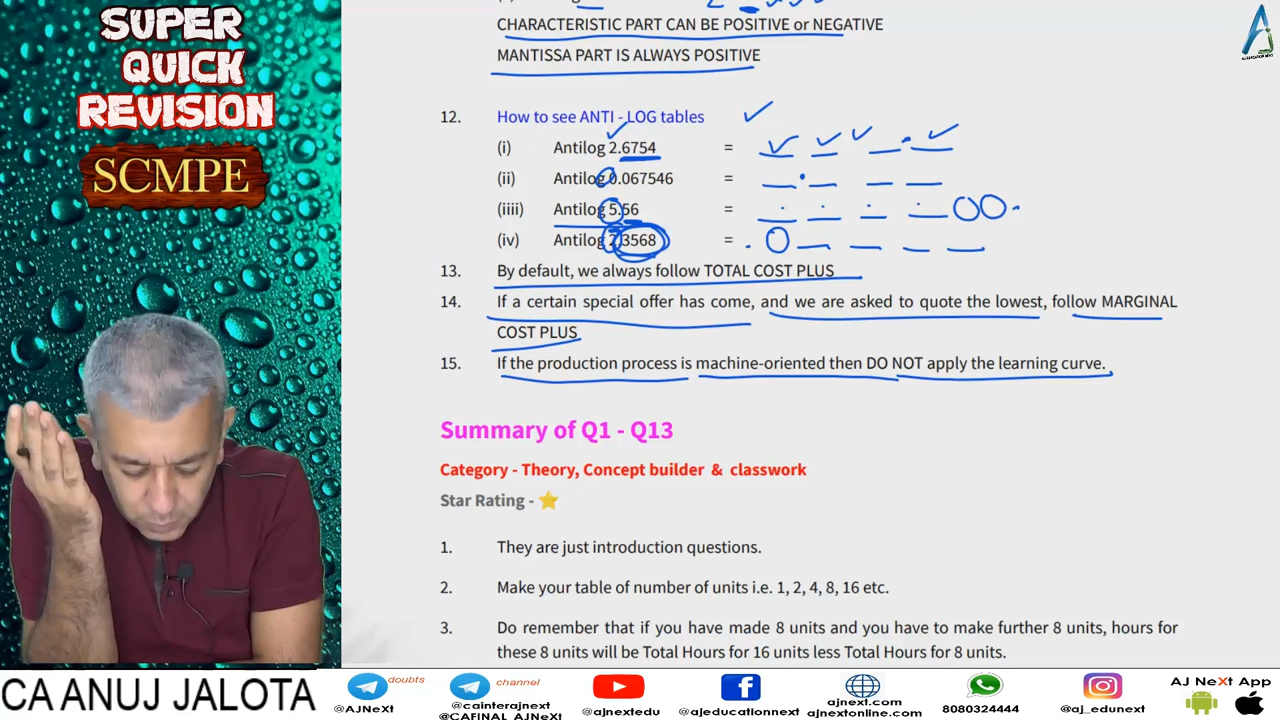 SUPER
QUICK
REVISION
SCMPE
CHARACTERISTIC PART CAN BE POSITIVE or NEGATIVE
MANTISSA PART IS ALWAYS POSITIVE
12. How to see ANTI - LOG tables
(i) Antilog 2.6754 =
(ii) Antilog 0.067546 =
(iiii) Antilog 5.56 =
(iv) Antilog 2.3568 =
13. By default, we always follow TOTAL COST PLUS
14. If a certain special offer has come, and we are asked to quote the lowest, follow MARGINAL
COST PLUS
15. If the production process is machine-oriented then DO NOT apply the learning curve.
Summary of Q1 - Q13
Category - Theory, Concept builder & classwork
Star Rating -
1. They are just introduction questions.
2. Make your table of number of units i.e. 1, 2, 4, 8, 16 etc.
3. Do remember that if you have made 8 units and you have to make further 8 units, hours for
these 8 units will be Total Hours for 16 units less Total Hours for 8 units.
CA ANUJ JALOTA
doubts
@AJNeXt
channel
@cainterajnext
@CAFINAL_AJNeXt
@ajnextedu
@ajeducationnext
ajnext.com
ajnextonline.com
8080324444
@aj_edunext
AJ NeXt App